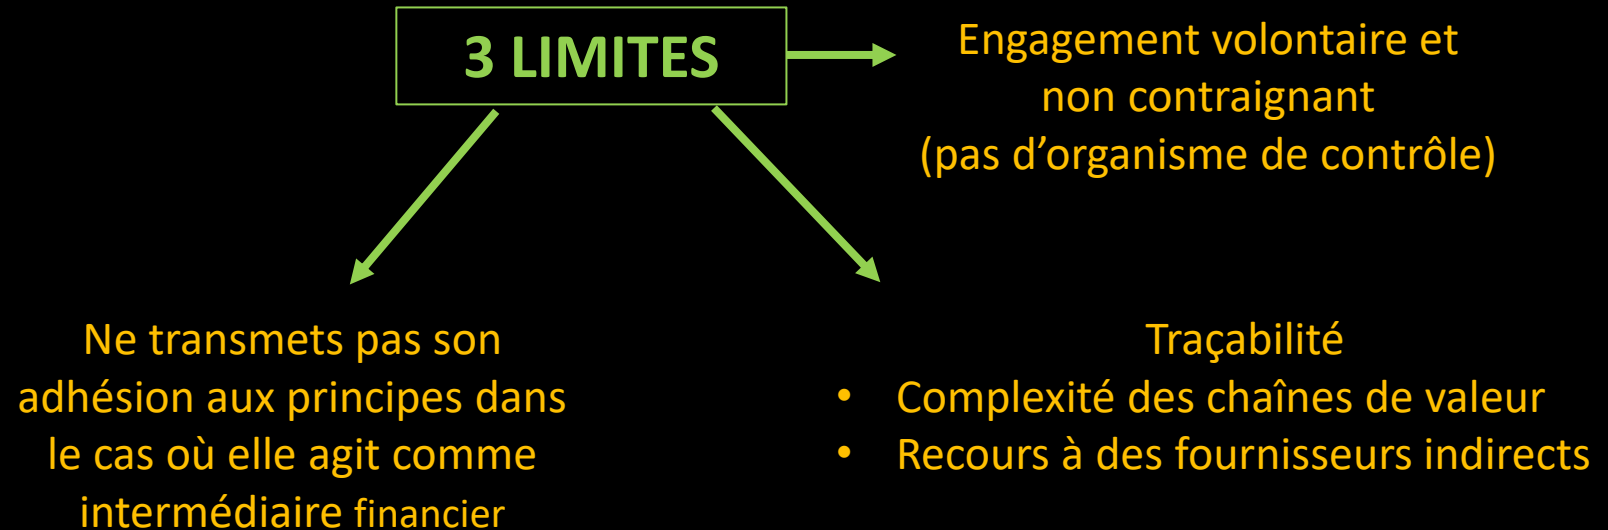 3 LIMITES
Engagement volontaire et
non contraignant
(pas d’organisme de contrôle)
Ne transmets pas son
adhésion aux principes dans
le cas où elle agit comme
intermédiaire financier
Traçabilité
• Complexité des chaînes de valeur
• Recours à des fournisseurs indirects